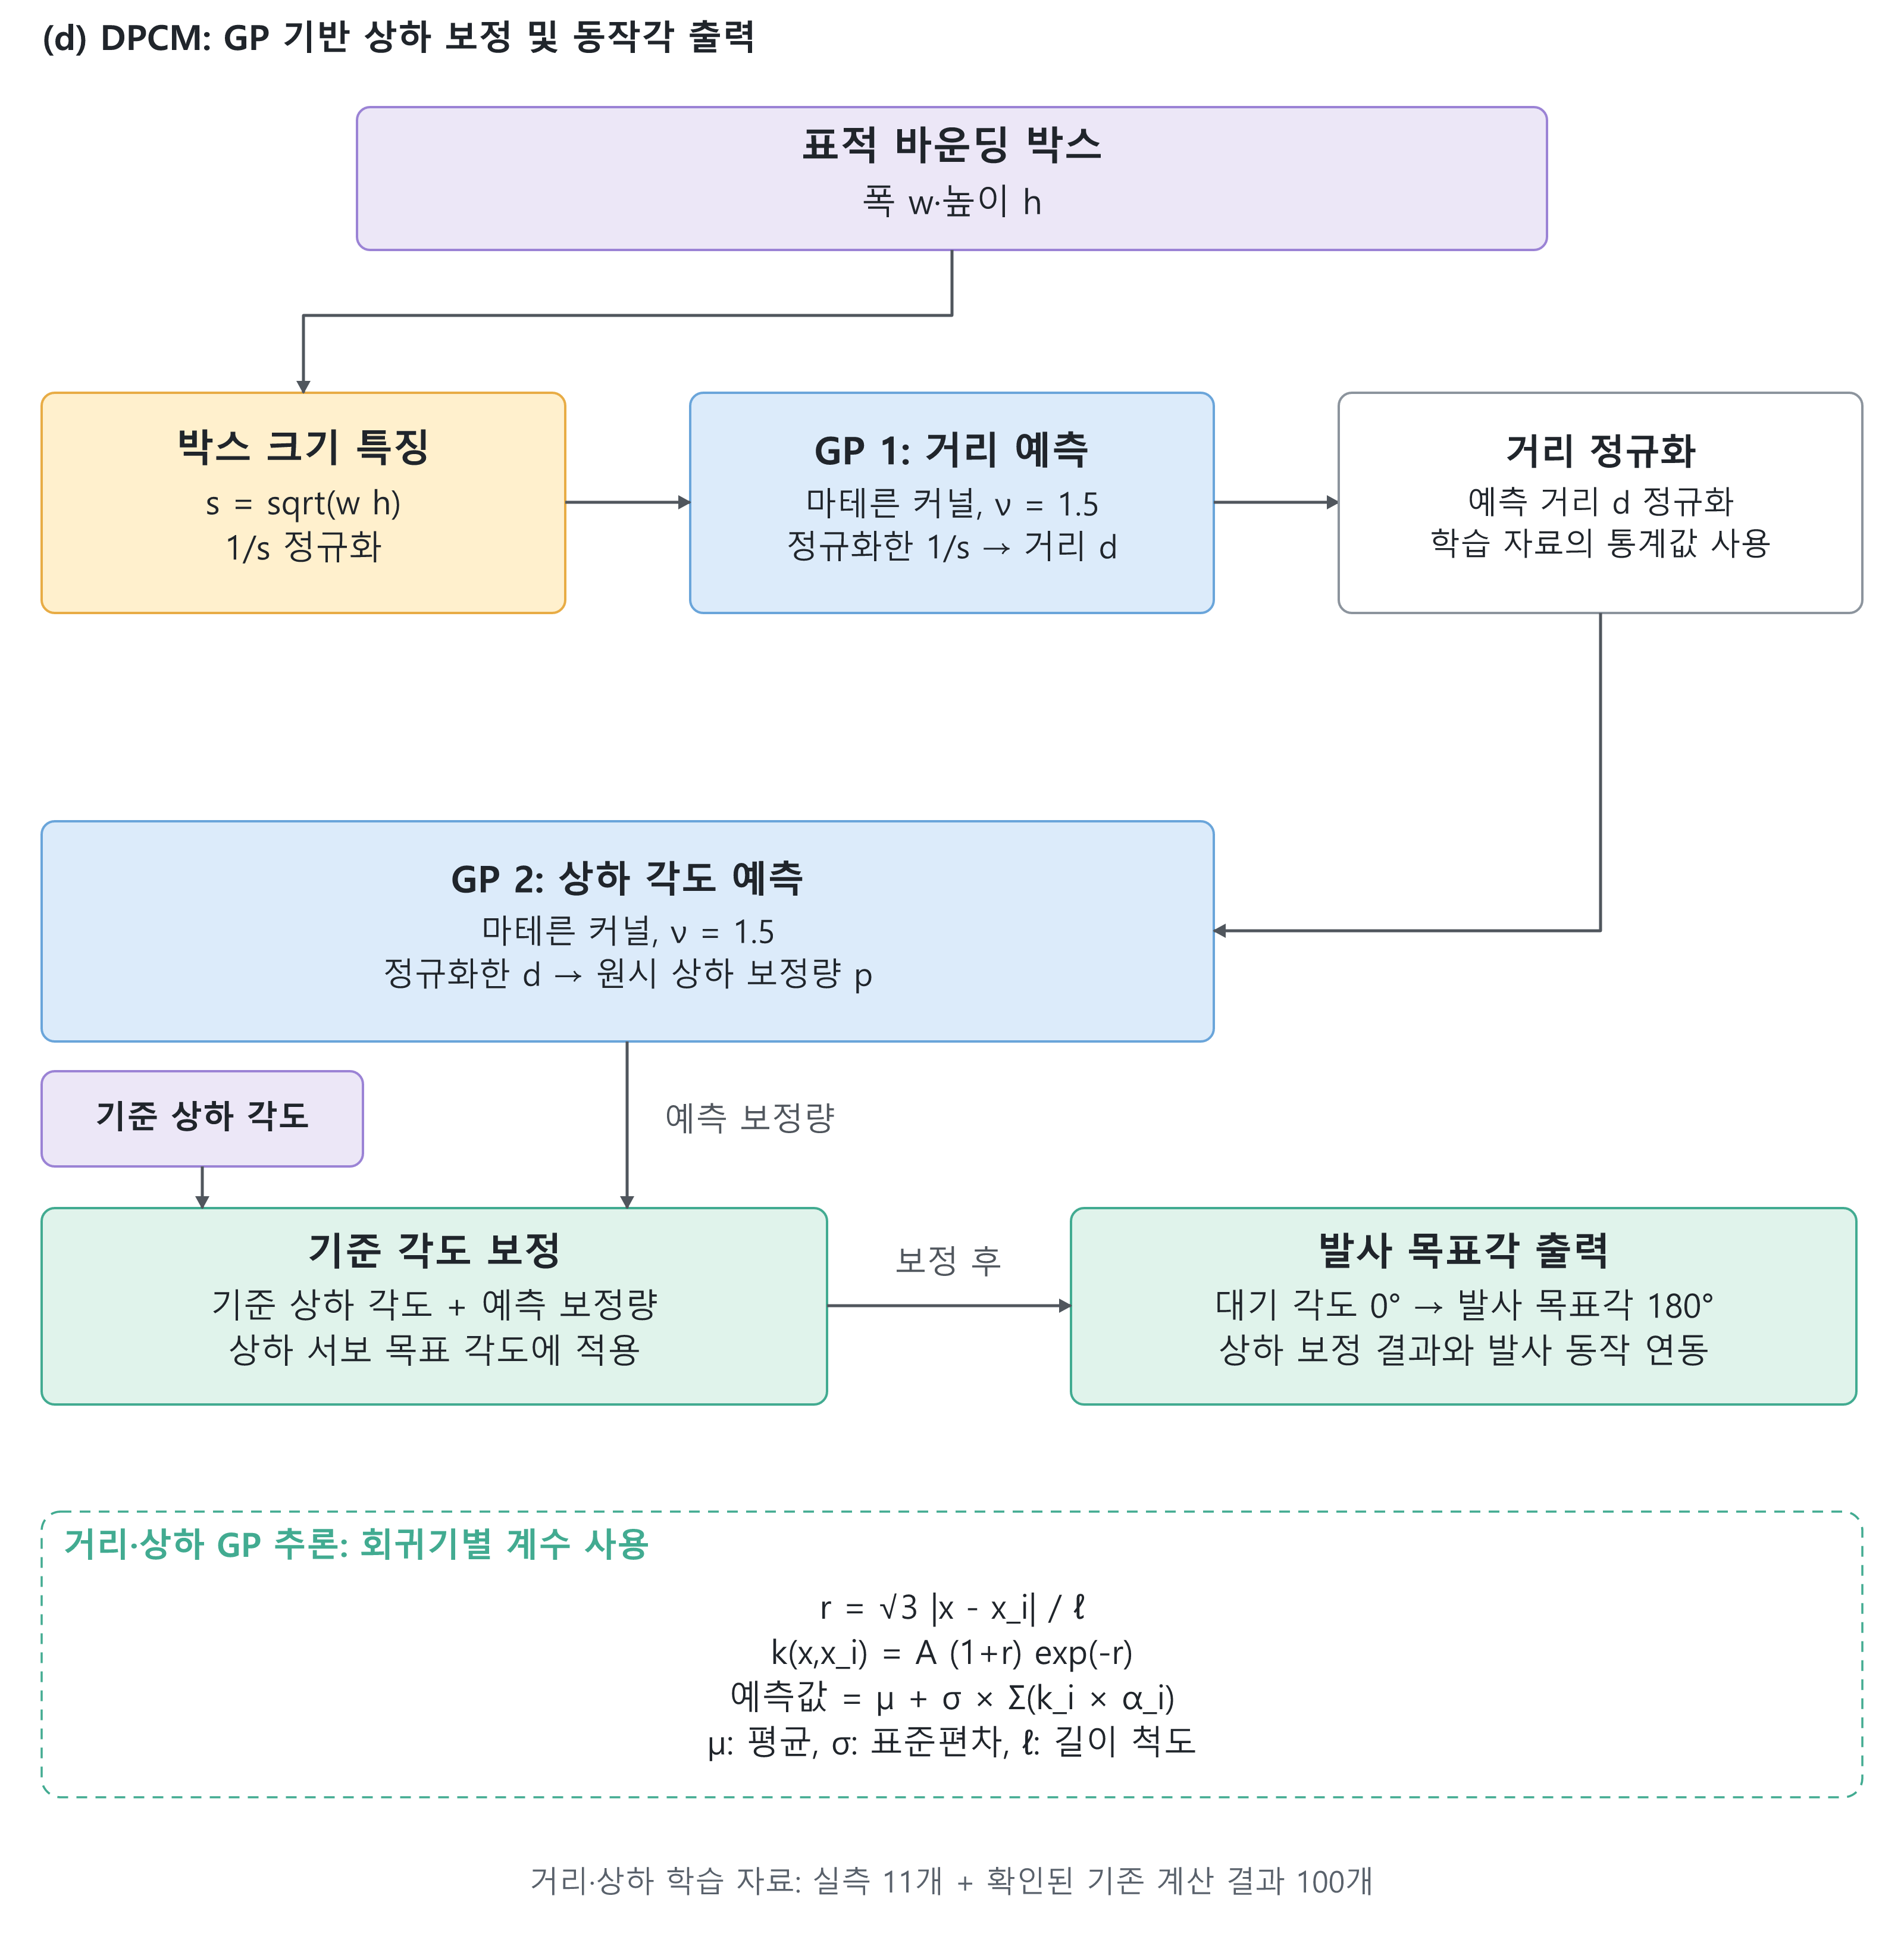 (d) DPCM: GP 기반 상하 보정 및 동작각 출력
표적 바운딩 박스
폭 w·높이 h
박스 크기 특징
s = sqrt(w h)
1/s 정규화
GP 1: 거리 예측
마테른 커널, ν = 1.5
정규화한 1/s → 거리 d
거리 정규화
예측 거리 d 정규화
학습 자료의 통계값 사용
GP 2: 상하 각도 예측
마테른 커널, ν = 1.5
정규화한 d → 원시 상하 보정량 p
기준 상하 각도
예측 보정량
기준 각도 보정
기준 상하 각도 + 예측 보정량
상하 서보 목표 각도에 적용
보정 후
발사 목표각 출력
대기 각도 0° → 발사 목표각 180°
상하 보정 결과와 발사 동작 연동
거리·상하 GP 추론: 회귀기별 계수 사용
r = √3 |x - x_i| / ℓ
k(x,x_i) = A (1+r) exp(-r)
예측값 = μ + σ × Σ(k_i × α_i)
μ: 평균, σ: 표준편차, ℓ: 길이 척도
거리·상하 학습 자료: 실측 11개 + 확인된 기존 계산 결과 100개